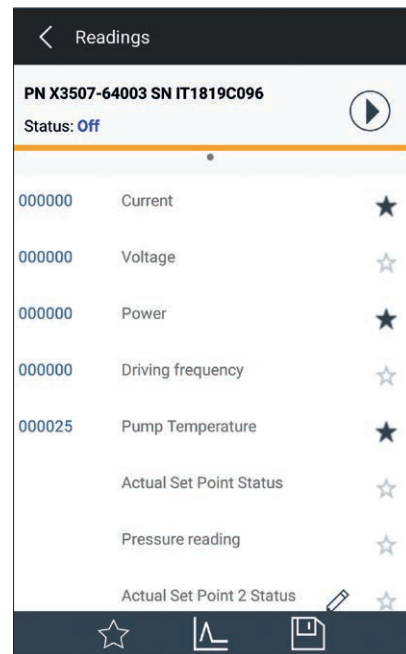 Readings
PN X3507-64003 SN IT1819C096
Status: Off
000000 Current
000000 Voltage
000000 Power
000000 Driving frequency
000025 Pump Temperature
Actual Set Point Status
Pressure reading
Actual Set Point 2 Status